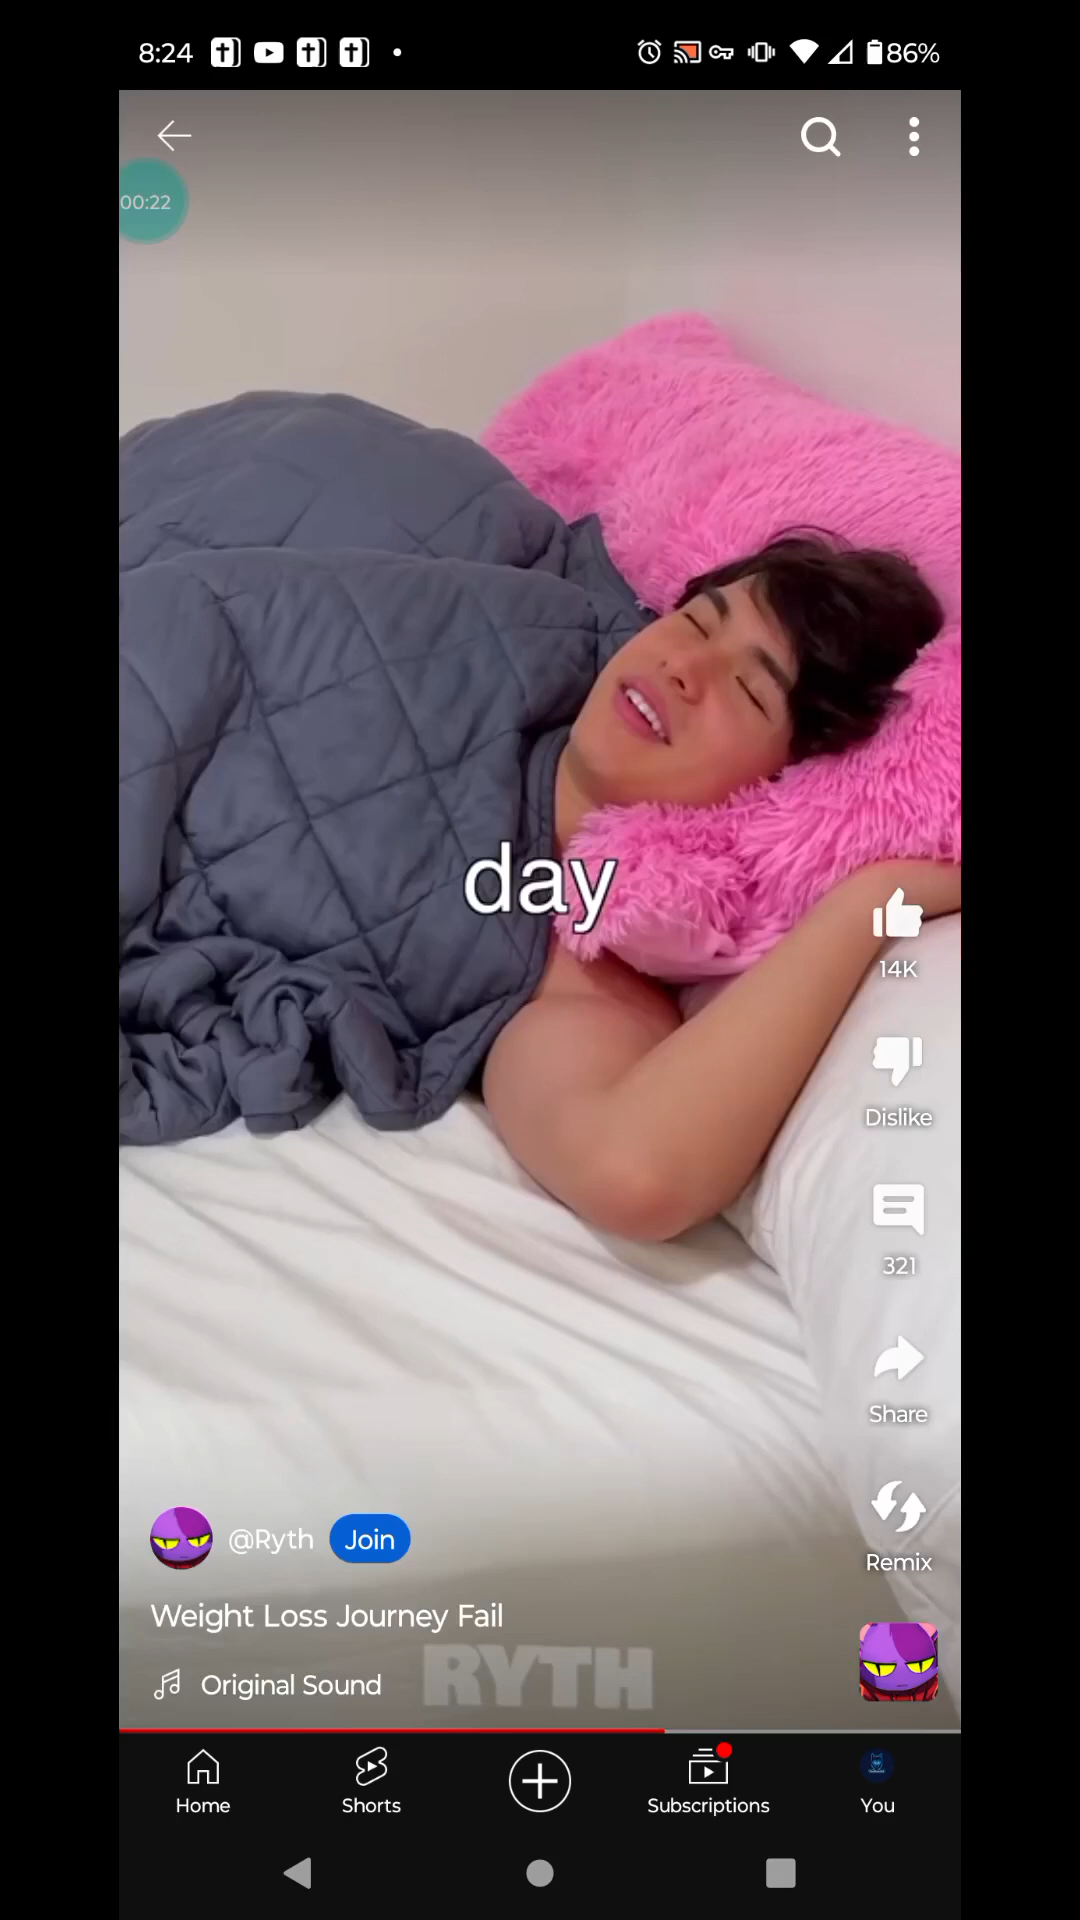 8:24
86%
00:22
day
14K
Dislike
321
Share
Remix
@Ryth
Join
Weight Loss Journey Fail
RYTH
Original Sound
Home
Shorts
Subscriptions
You